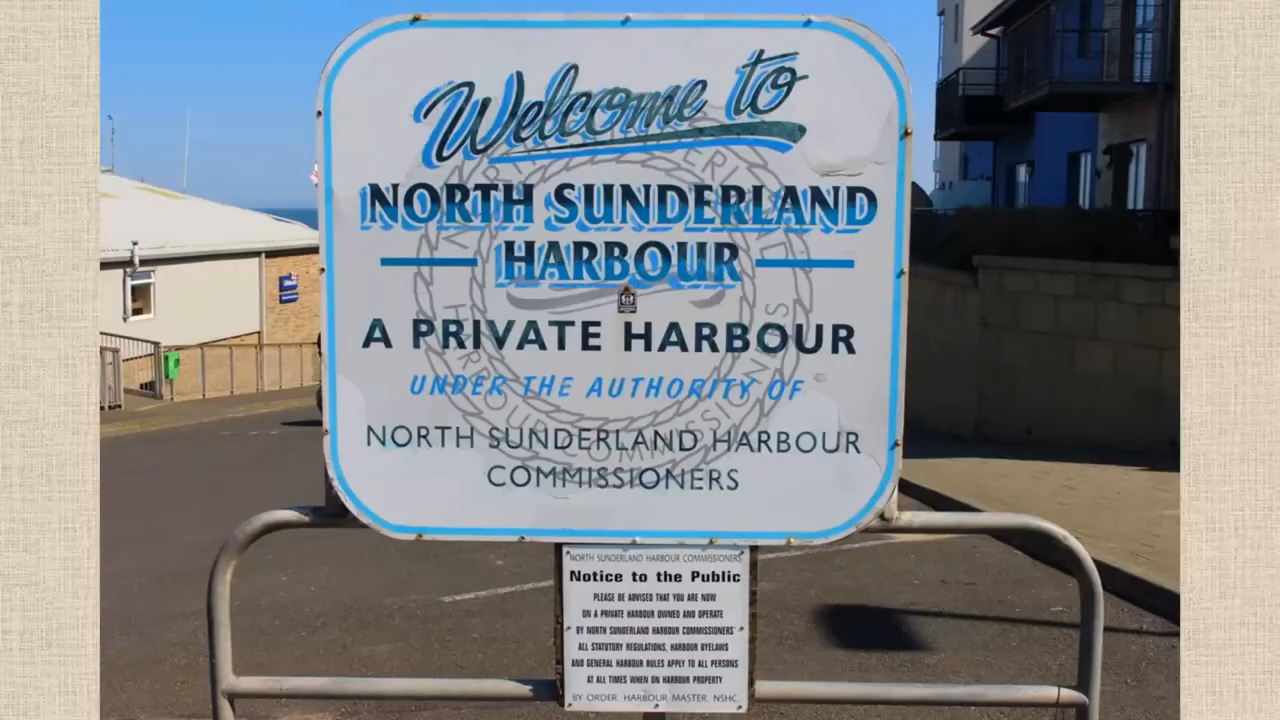 Welcome to
NORTH SUNDERLAND
HARBOUR
A PRIVATE HARBOUR
UNDER THE AUTHORITY OF
NORTH SUNDERLAND HARBOUR
COMMISSIONERS
NORTH SUNDERLAND HARBOUR COMMISSIONERS
Notice to the Public
PLEASE BE ADVISED THAT YOU ARE NOW
ON A PRIVATE HARBOUR OWNED AND OPERATE
BY NORTH SUNDERLAND HARBOUR COMMISSIONERS
ALL STATUTORY REGULATIONS, HARBOUR BYELAWS
AND GENERAL HARBOUR RULES APPLY TO ALL PERSONS
AT ALL TIMES WHEN ON HARBOUR PROPERTY
BY ORDER. HARBOUR MASTER. NSHC